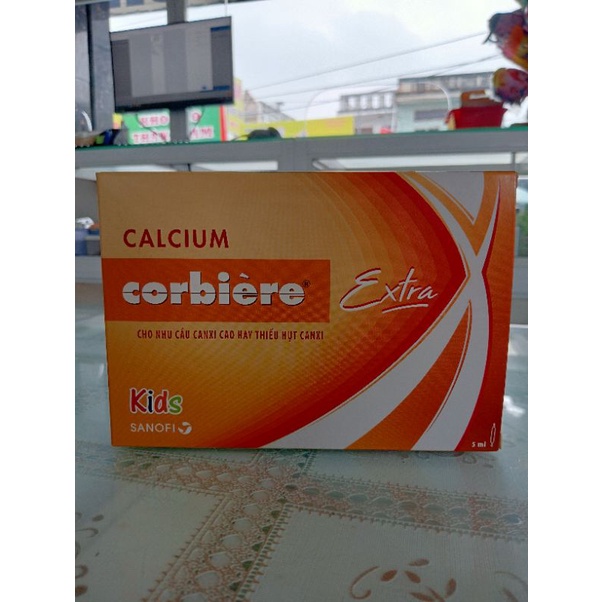 CALCIUM
corbière®
Extra
CHO NHU CẦU CANXI CAO HAY THIẾU HỤT CANXI
Kids
SANOFI
5 ml